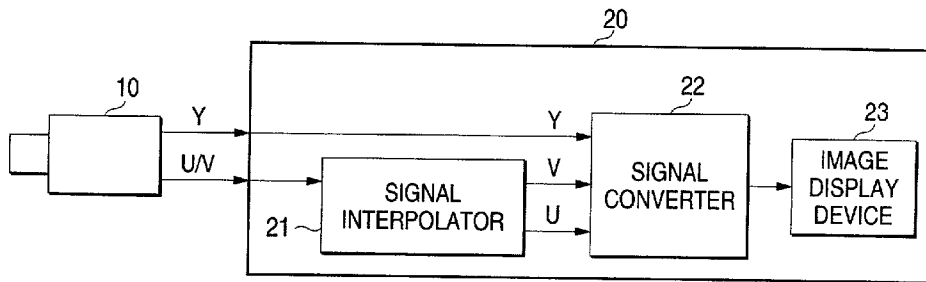 20
10
22
23
Y
Y
U/V
V
U
21
SIGNAL
INTERPOLATOR
SIGNAL
CONVERTER
IMAGE
DISPLAY
DEVICE